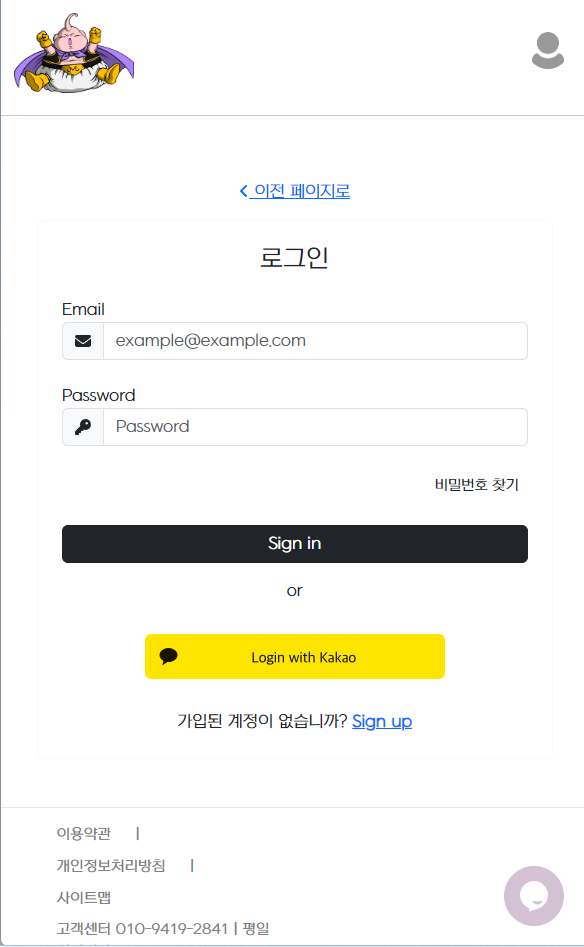 이전 페이지로
로그인
Email
example@example.com
Password
Password
비밀번호 찾기
Sign in
or
Login with Kakao
가입된 계정이 없습니까? Sign up
이용약관 |
개인정보처리방침 |
사이트맵
고객센터 010-9419-2841 | 평일